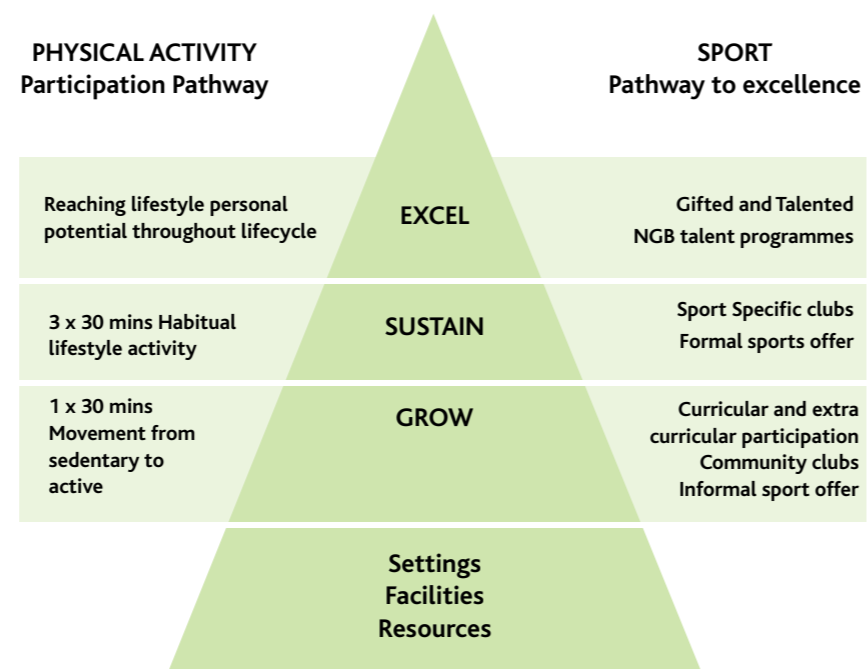 PHYSICAL ACTIVITY
Participation Pathway
SPORT
Pathway to excellence
Reaching lifestyle personal
potential throughout lifecycle
EXCEL
Gifted and Talented
NGB talent programmes
3 x 30 mins Habitual
lifestyle activity
SUSTAIN
Sport Specific clubs
Formal sports offer
1 x 30 mins
Movement from
sedentary to
active
GROW
Curricular and extra
curricular participation
Community clubs
Informal sport offer
Settings
Facilities
Resources